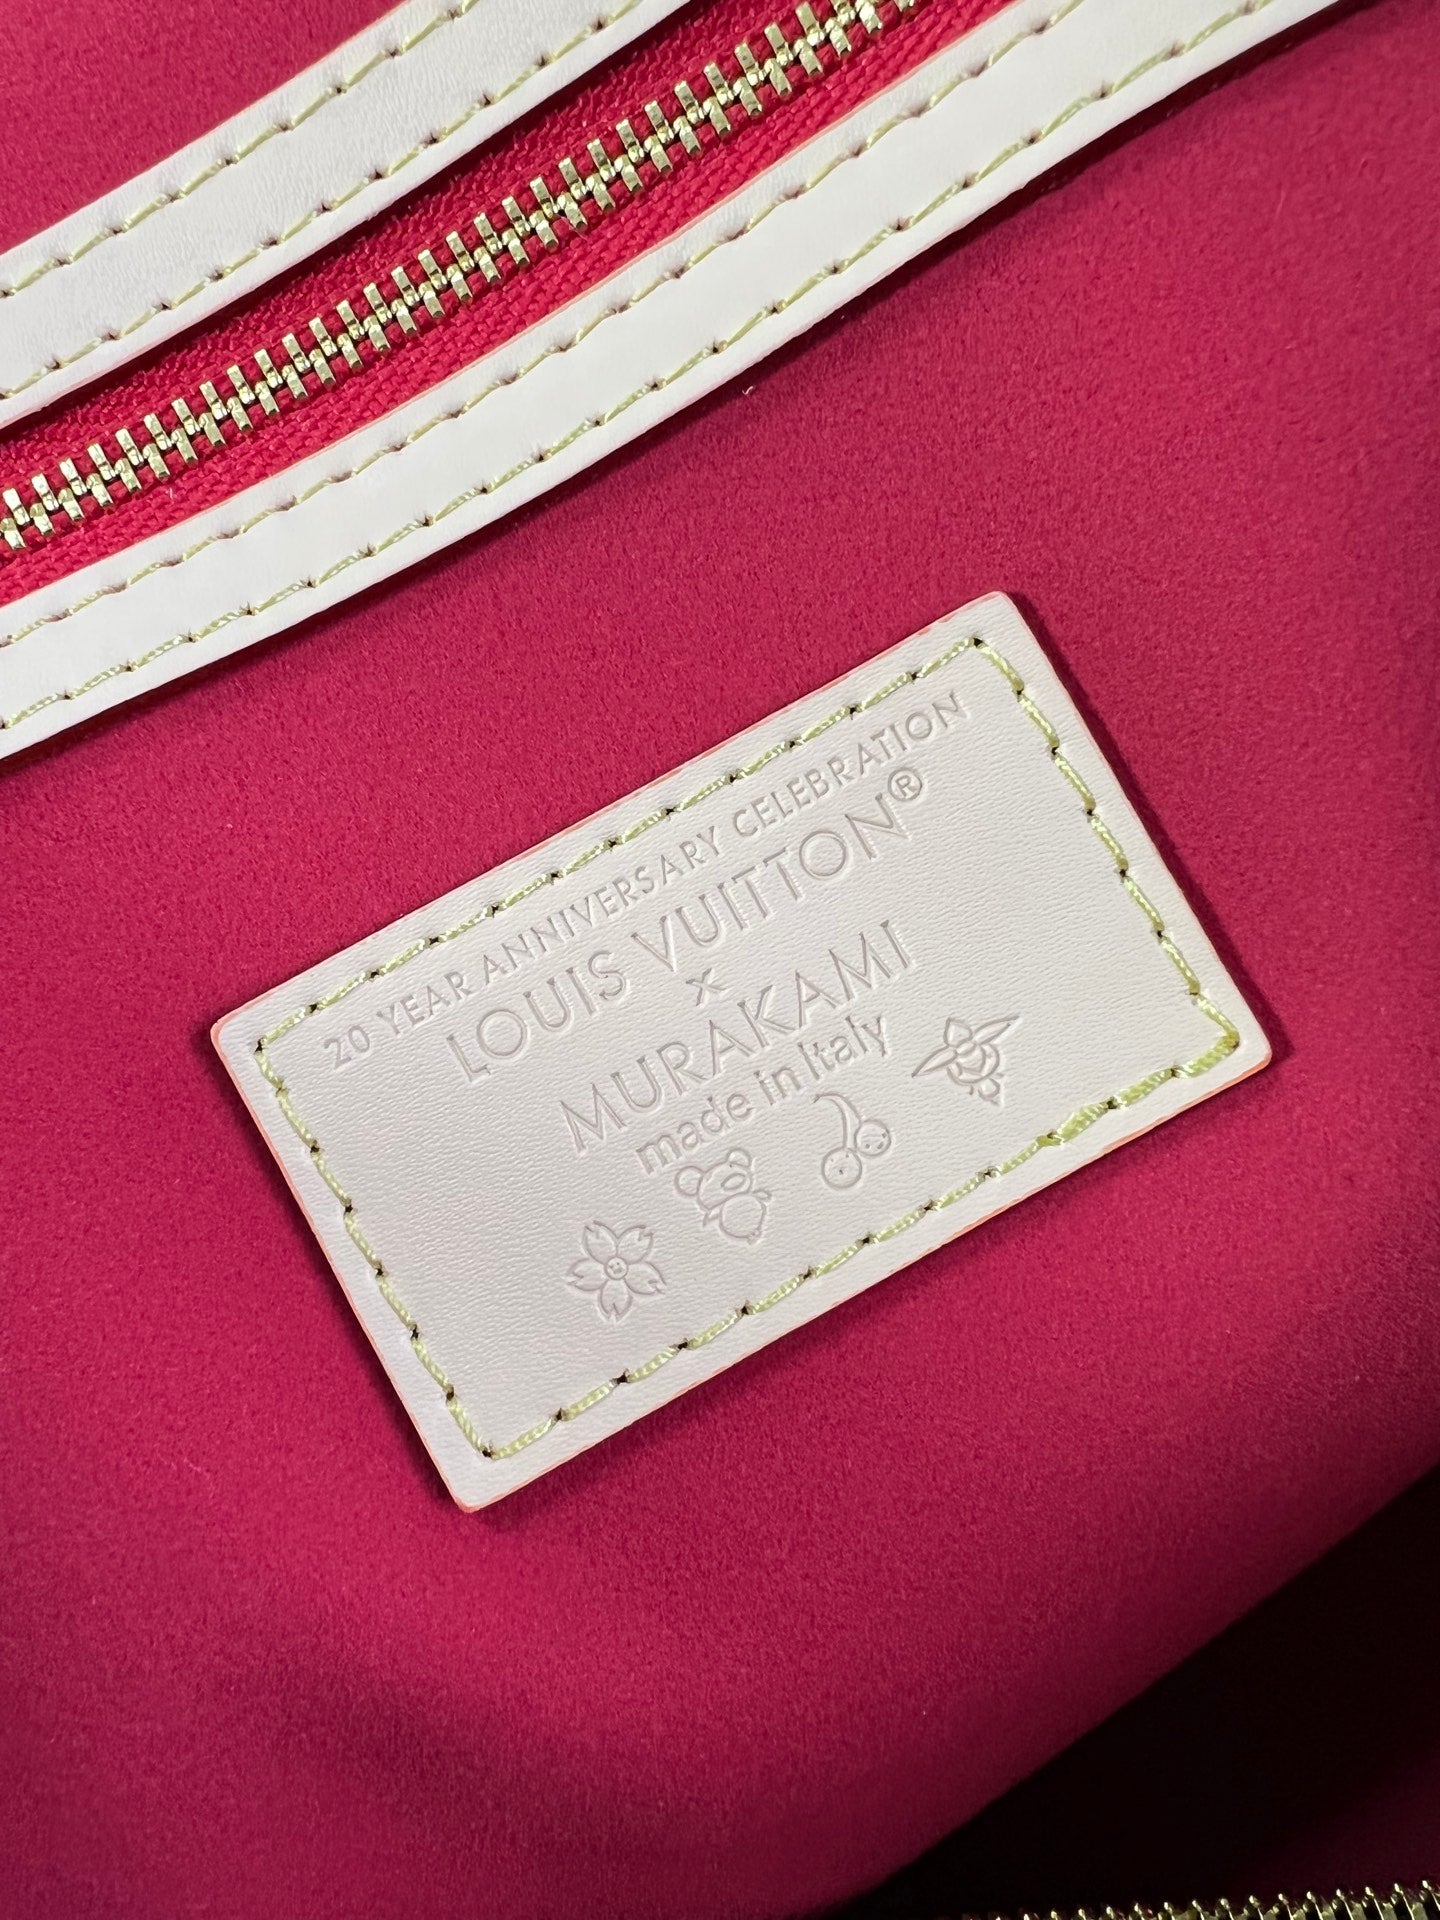 20 YEAR ANNIVERSARY CELEBRATION
LOUIS VUITTON®
x
MURAKAMI
made in Italy